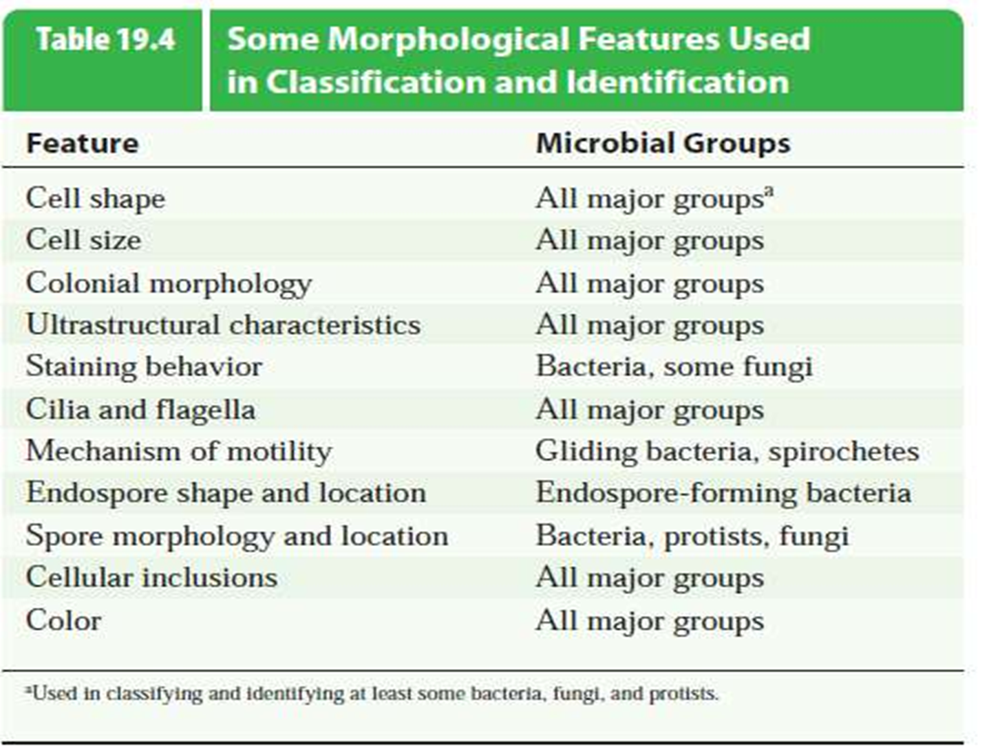 Table 19.4
Some Morphological Features Used
in Classification and Identification
Feature Microbial Groups
Cell shape All major groupsᵃ
Cell size All major groups
Colonial morphology All major groups
Ultrastructural characteristics All major groups
Staining behavior Bacteria, some fungi
Cilia and flagella All major groups
Mechanism of motility Gliding bacteria, spirochetes
Endospore shape and location Endospore-forming bacteria
Spore morphology and location Bacteria, protists, fungi
Cellular inclusions All major groups
Color All major groups
ᵃUsed in classifying and identifying at least some bacteria, fungi, and protists.